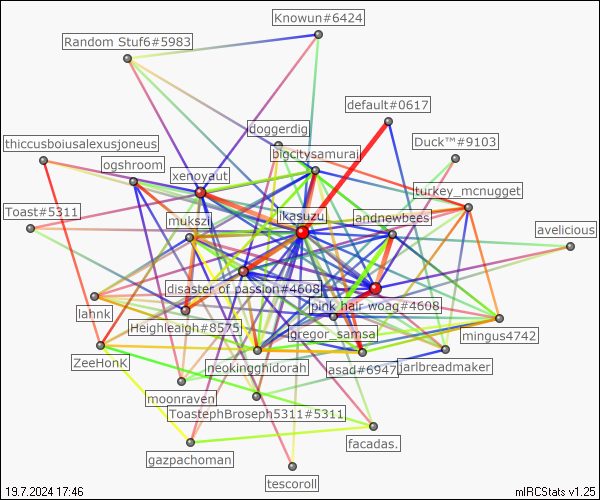 Knowun#6424
Random Stuf6#5983
default#0617
doggerdig
Duck™#9103
thiccusboiusalexusjoneus
bigcitysamurai
ogshroom
xenoyaut
turkey_mcnugget
Toast#5311
mukszi
ikasuzu
andnewbees
avelicious
disaster of passion#4608
pink hair woag#4608
lahnk
Heighleaigh#8575
gregor_samsa
mingus4742
ZeeHonk
neokingghidorah
asad#6947
jarlbreadmaker
moonraven
ToastephBroseph5311#5311
facadas.
gazpachoman
tescoroll
19.7.2024 17:46
mIRCStats v1.25